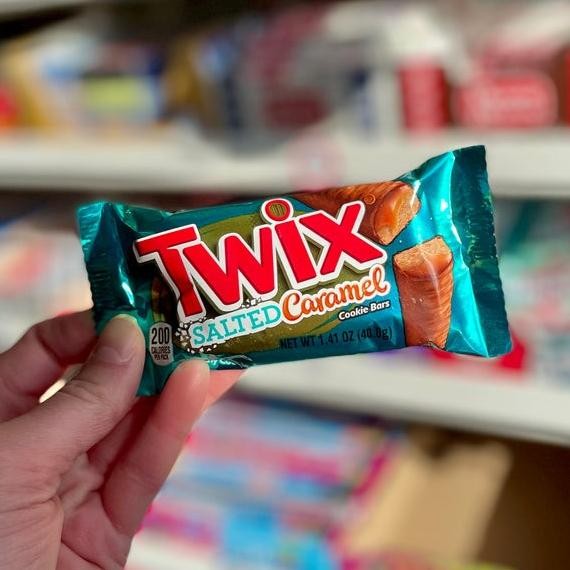 TWIX
SALTED Caramel
Cookie Bars
200
CALORIES
PER PACK
NET WT 1.41 OZ (40.0g)